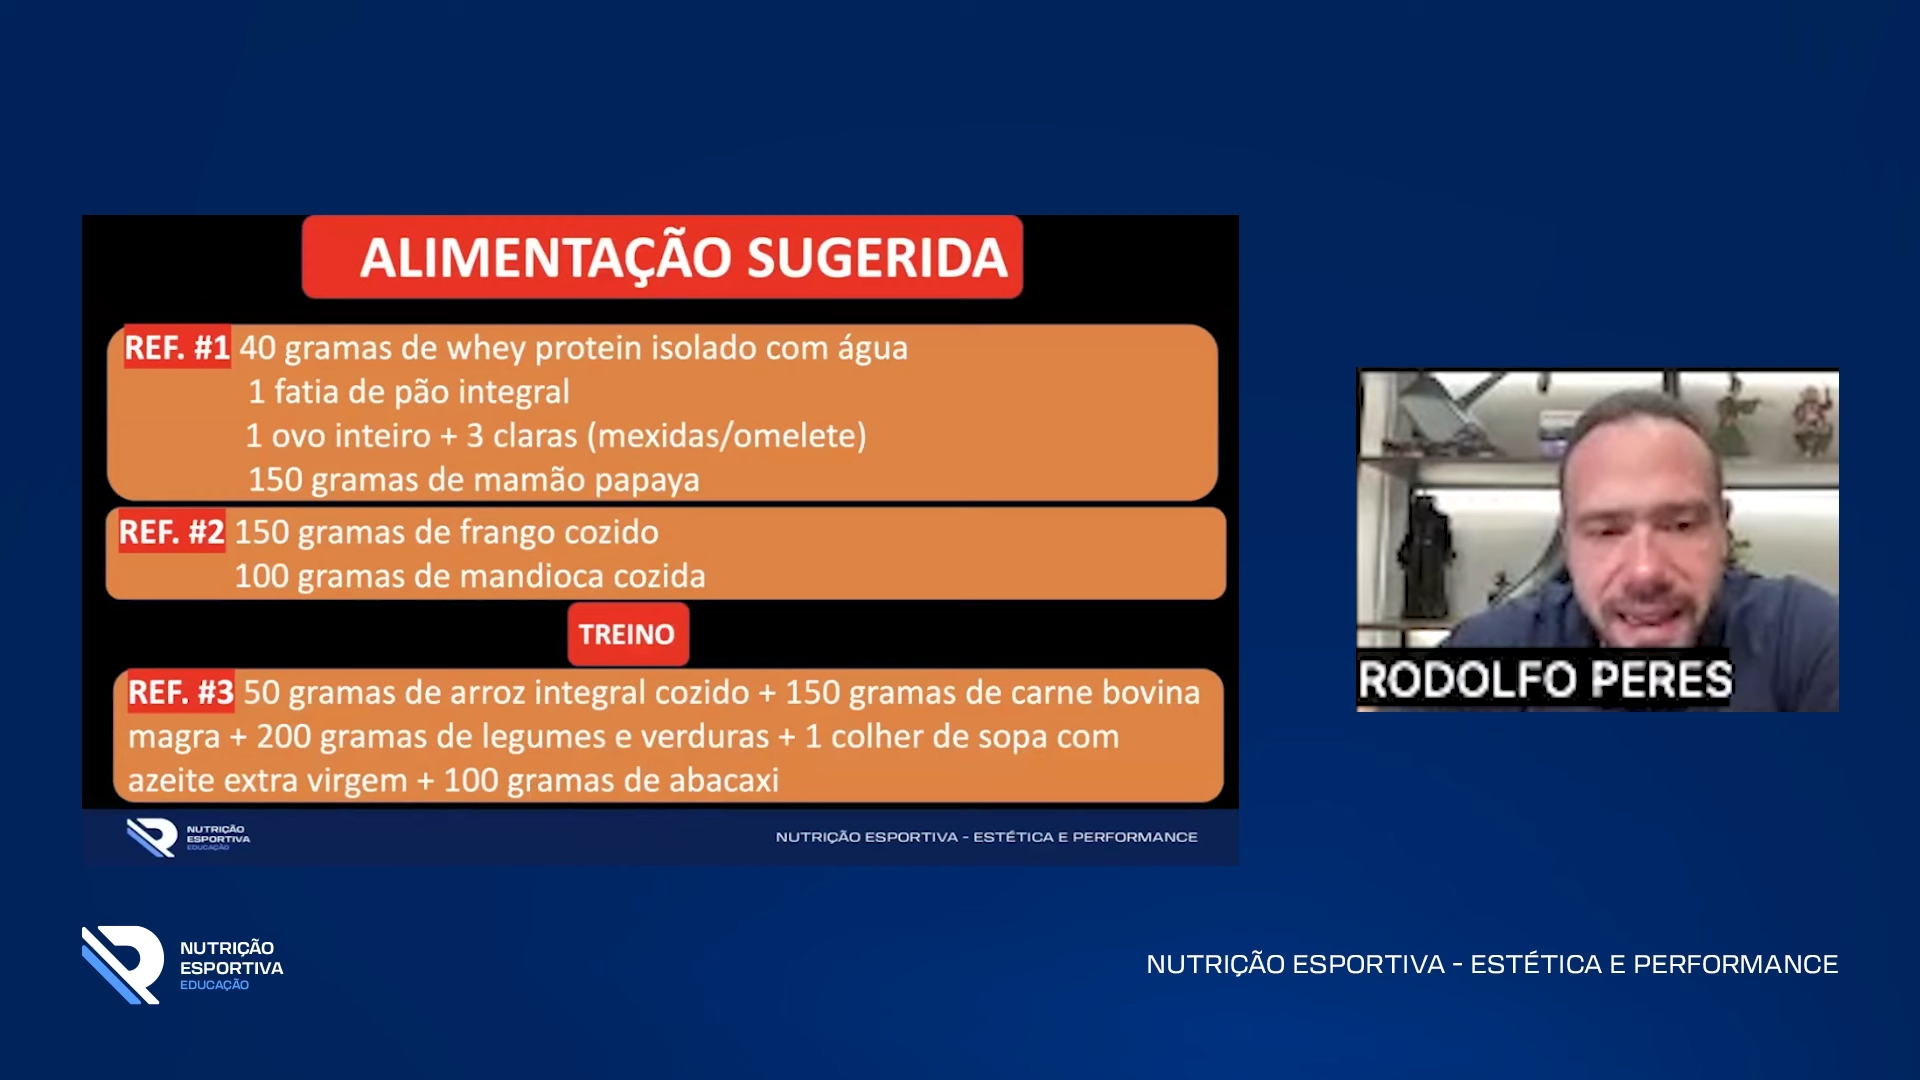 ALIMENTAÇÃO SUGERIDA
REF. #1 40 gramas de whey protein isolado com água
1 fatia de pão integral
1 ovo inteiro + 3 claras (mexidas/omelete)
150 gramas de mamão papaya
REF. #2 150 gramas de frango cozido
100 gramas de mandioca cozida
TREINO
REF. #3 50 gramas de arroz integral cozido + 150 gramas de carne bovina
magra + 200 gramas de legumes e verduras + 1 colher de sopa com
azeite extra virgem + 100 gramas de abacaxi
NUTRIÇÃO
ESPORTIVA
EDUCAÇÃO
NUTRIÇÃO ESPORTIVA - ESTÉTICA E PERFORMANCE
RODOLFO PERES
NUTRIÇÃO
ESPORTIVA
EDUCAÇÃO
NUTRIÇÃO ESPORTIVA - ESTÉTICA E PERFORMANCE